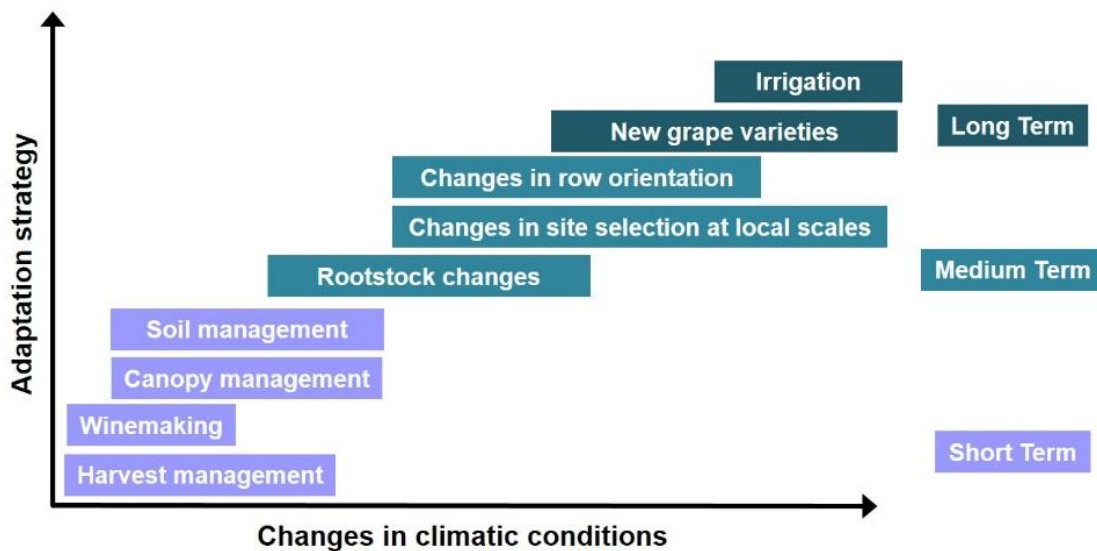 Adaptation strategy
Irrigation
New grape varieties
Long Term
Changes in row orientation
Changes in site selection at local scales
Rootstock changes
Medium Term
Soil management
Canopy management
Winemaking
Harvest management
Short Term
Changes in climatic conditions